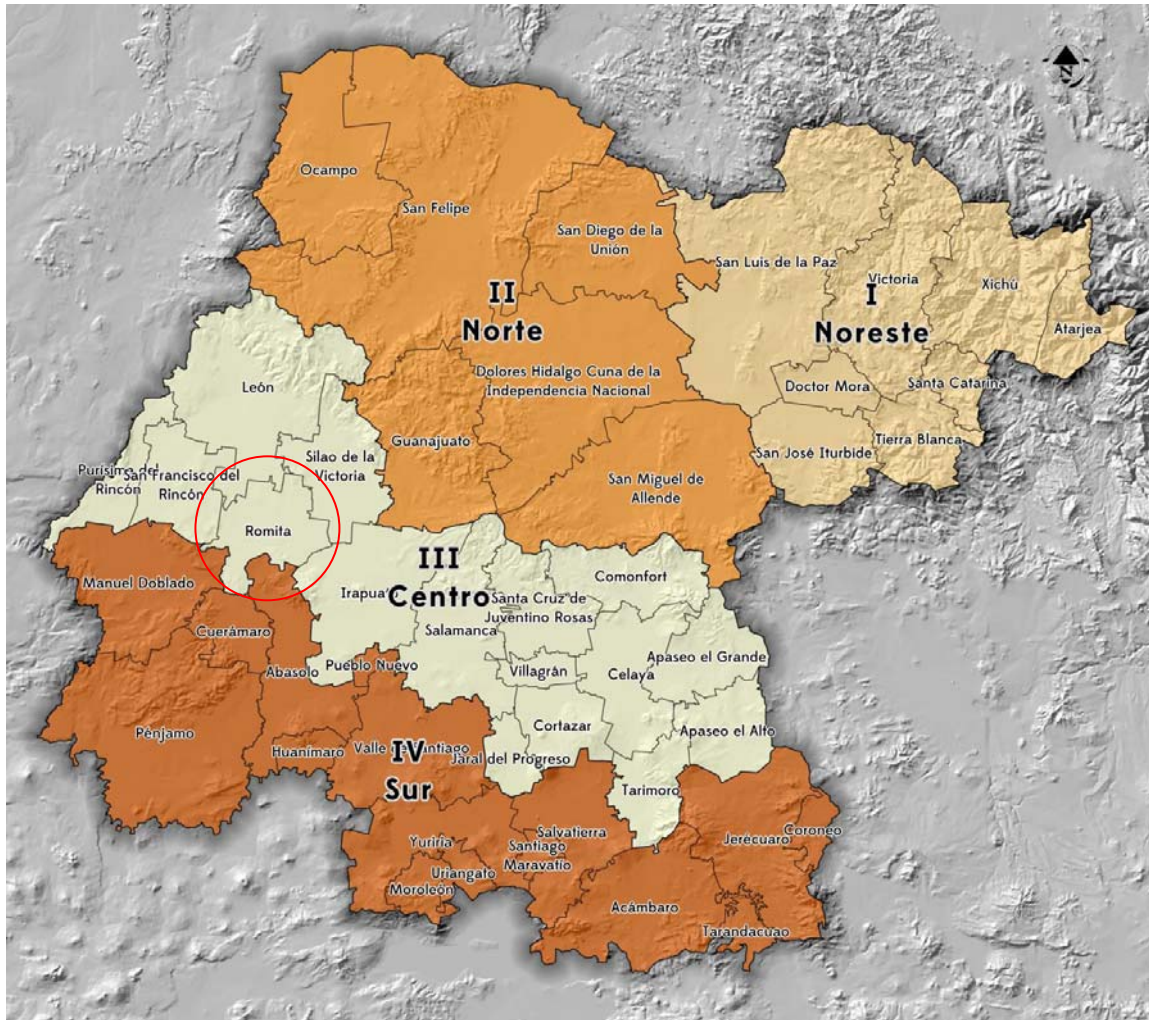 N
Ocampo
San Felipe
San Diego de la
Unión
San Luis de la Paz
Victoria
Xichú
Atarjea
II
Norte
I
Noreste
León
Dolores Hidalgo Cuna de la
Independencia Nacional
Doctor Mora
Santa Catarina
Guanajuato
San José Iturbide
Tierra Blanca
Purísima del
Rincón
San Francisco del
Rincón
Silao de la
Victoria
San Miguel de
Allende
Romita
III
Centro
Manuel Doblado
Irapua
Salamanca
Santa Cruz de
Juventino Rosas
Comonfort
Cuerámaro
Abasolo
Pueblo Nuevo
Villagrán
Celaya
Apaseo el Grande
Pénjamo
Huanímaro
Valle de Santiago
IV
Sur
Jaral del Progreso
Cortazar
Apaseo el Alto
Tarimoro
Yuriria
Uriangato
Moroleón
Salvatierra
Santiago
Maravatío
Jerécuaro
Coroneo
Acámbaro
Tarandacuao